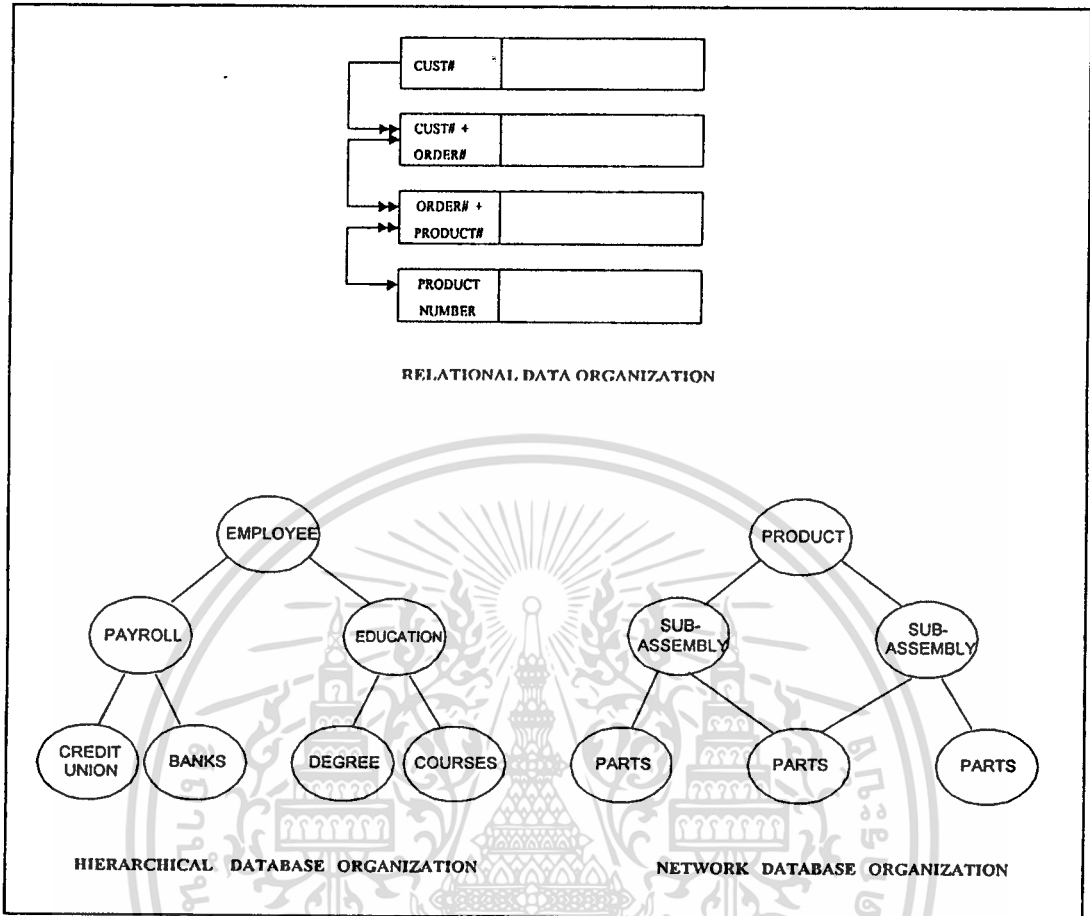 CUST#
CUST# +
ORDER#
ORDER# +
PRODUCT#
PRODUCT
NUMBER
RELATIONAL DATA ORGANIZATION
EMPLOYEE
PAYROLL
EDUCATION
CREDIT
UNION
BANKS
DEGREE
COURSES
HIERARCHICAL DATABASE ORGANIZATION
PRODUCT
SUB-
ASSEMBLY
SUB-
ASSEMBLY
PARTS
PARTS
PARTS
NETWORK DATABASE ORGANIZATION